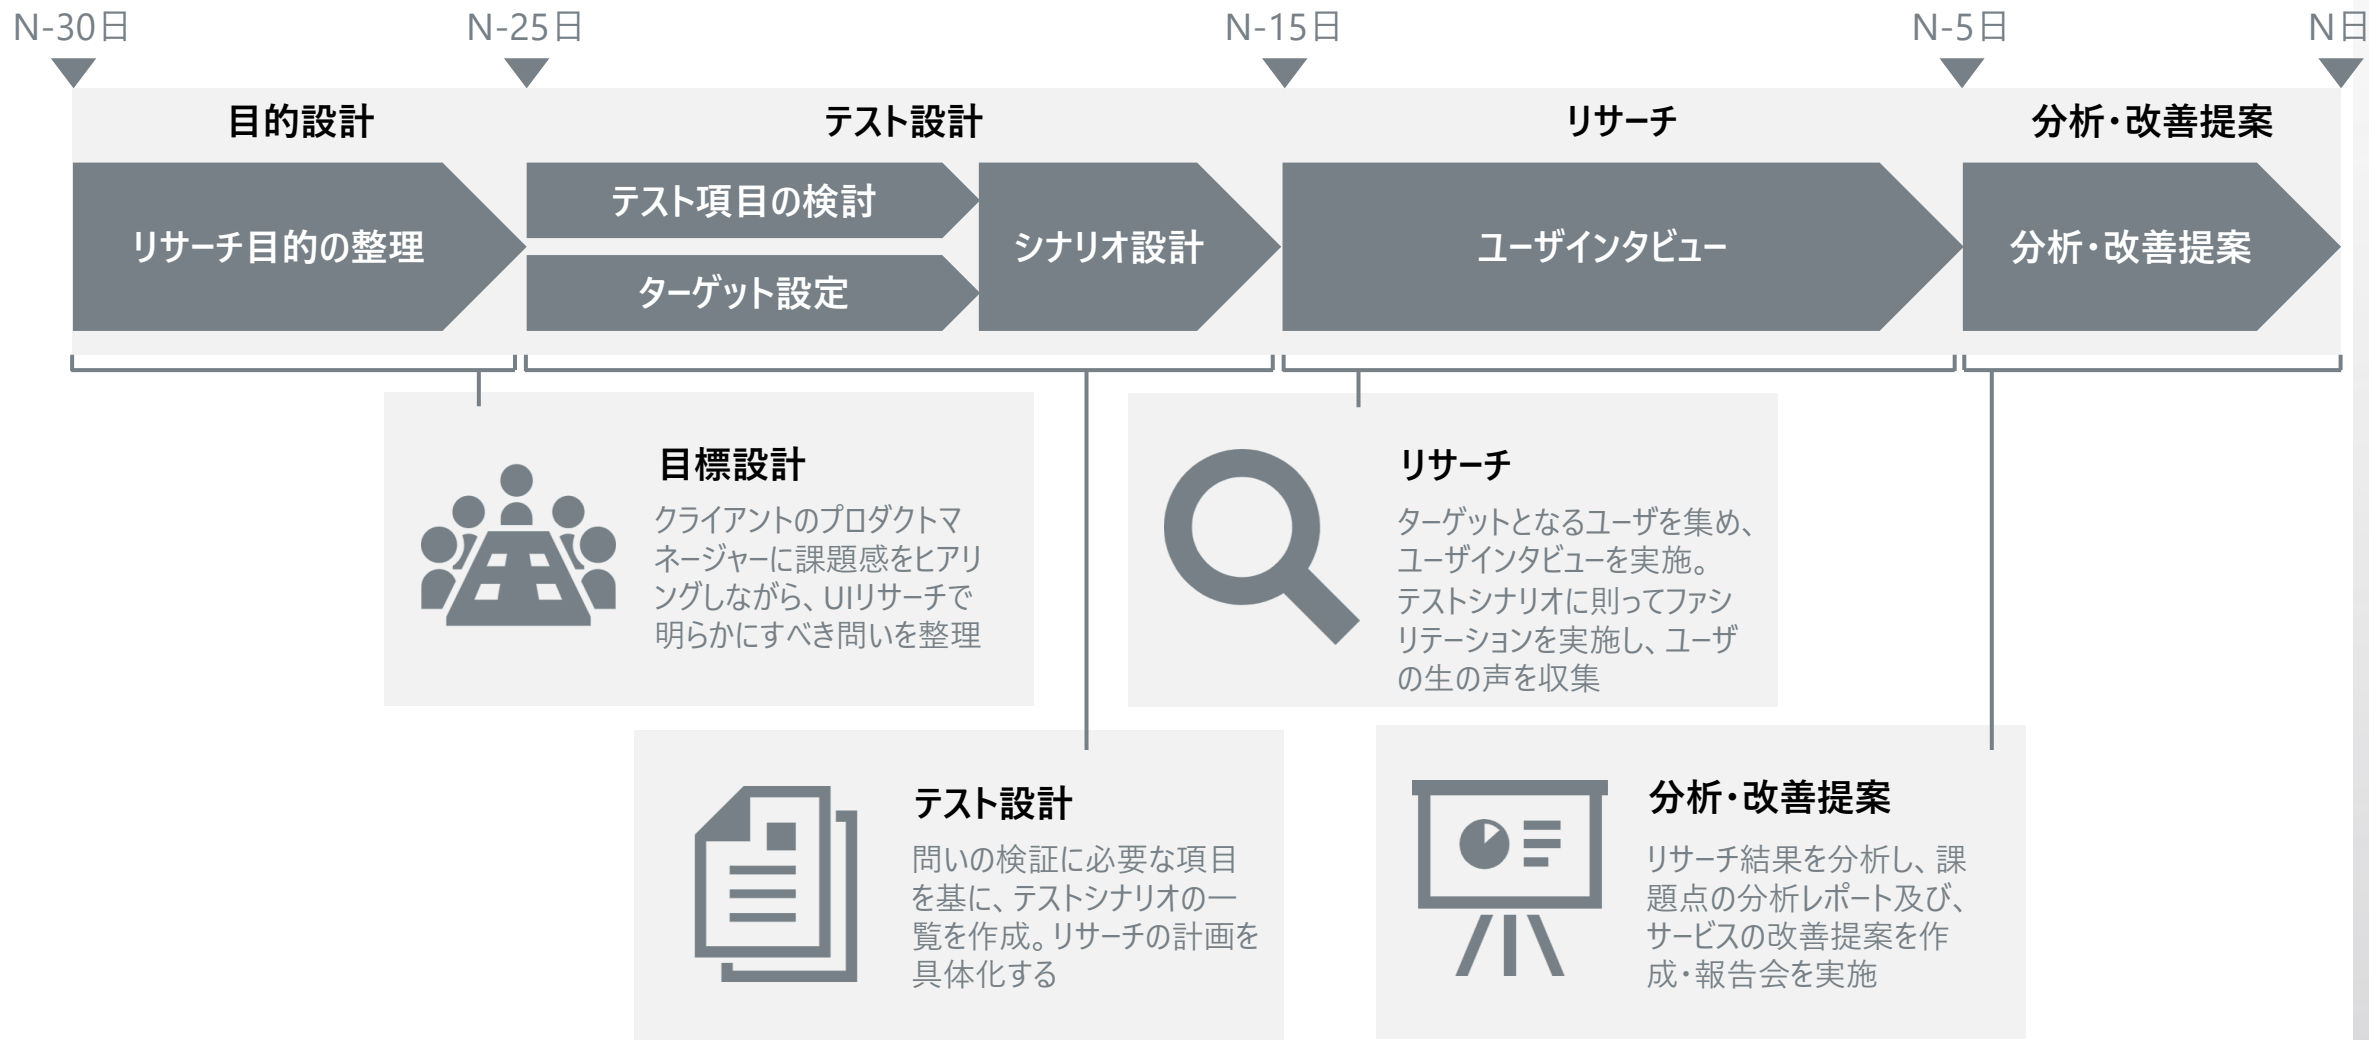 N-30日
N-25日
N-15日
N-5日
N日
目的設計
テスト設計
リサーチ
分析・改善提案
リサーチ目的の整理
テスト項目の検討
ターゲット設定
シナリオ設計
ユーザインタビュー
分析・改善提案
目標設計
クライアントのプロダクトマ
ネージャーに課題感をヒアリ
ングしながら、UIリサーチで
明らかにすべき問いを整理
リサーチ
ターゲットとなるユーザを集め、
ユーザインタビューを実施。
テストシナリオに則ってファシ
リテーションを実施し、ユーザ
の生の声を収集
テスト設計
問いの検証に必要な項目
を基に、テストシナリオの一
覧を作成。リサーチの計画を
具体化する
分析・改善提案
リサーチ結果を分析し、課
題点の分析レポート及び、
サービスの改善提案を作
成・報告会を実施